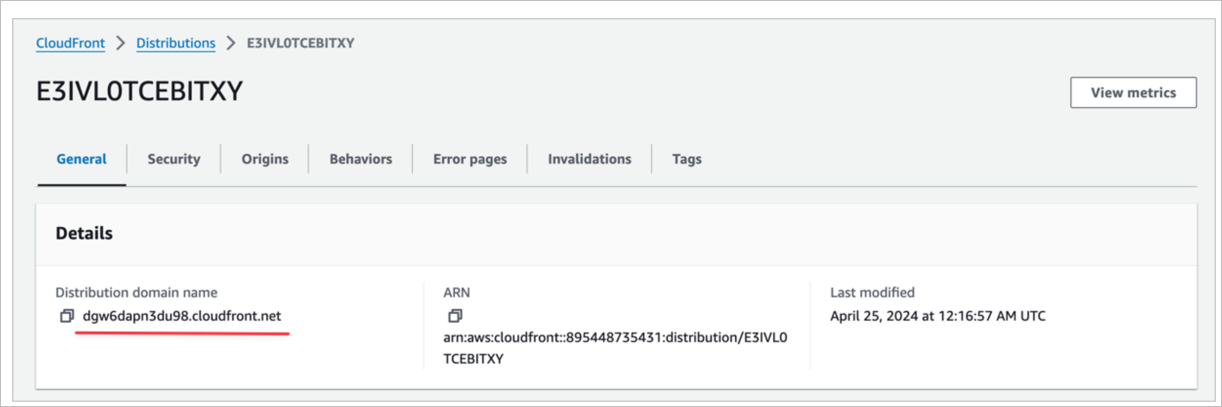 CloudFront > Distributions > E3IVL0TCEBITXY
E3IVL0TCEBITXY
View metrics
General Security Origins Behaviors Error pages Invalidations Tags
Details
Distribution domain name
dgw6dapn3du98.cloudfront.net
ARN
arn:aws:cloudfront::895448735431:distribution/E3IVL0
TCEBITXY
Last modified
April 25, 2024 at 12:16:57 AM UTC